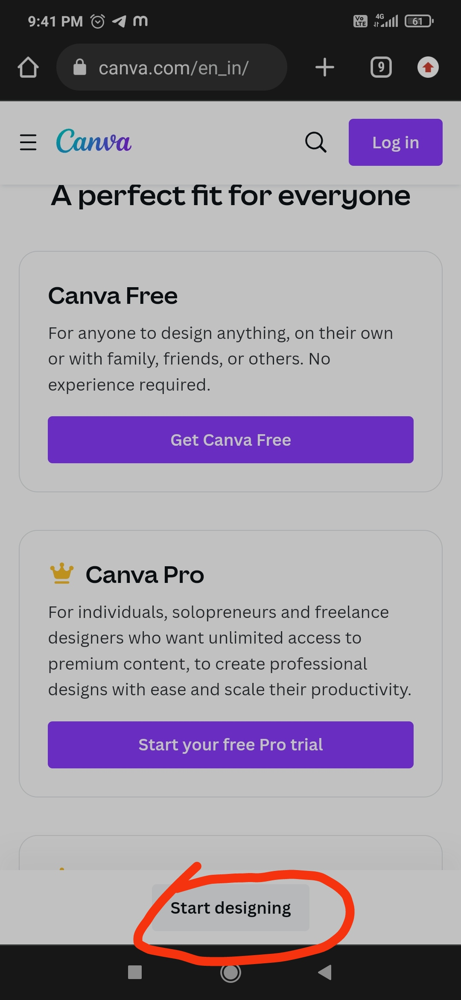 9:41 PM m Vo LTE 4G 61
canva.com/en_in/ 9
Canva Log in
A perfect fit for everyone
Canva Free
For anyone to design anything, on their own
or with family, friends, or others. No
experience required.
Get Canva Free
Canva Pro
For individuals, solopreneurs and freelance
designers who want unlimited access to
premium content, to create professional
designs with ease and scale their productivity.
Start your free Pro trial
Start designing